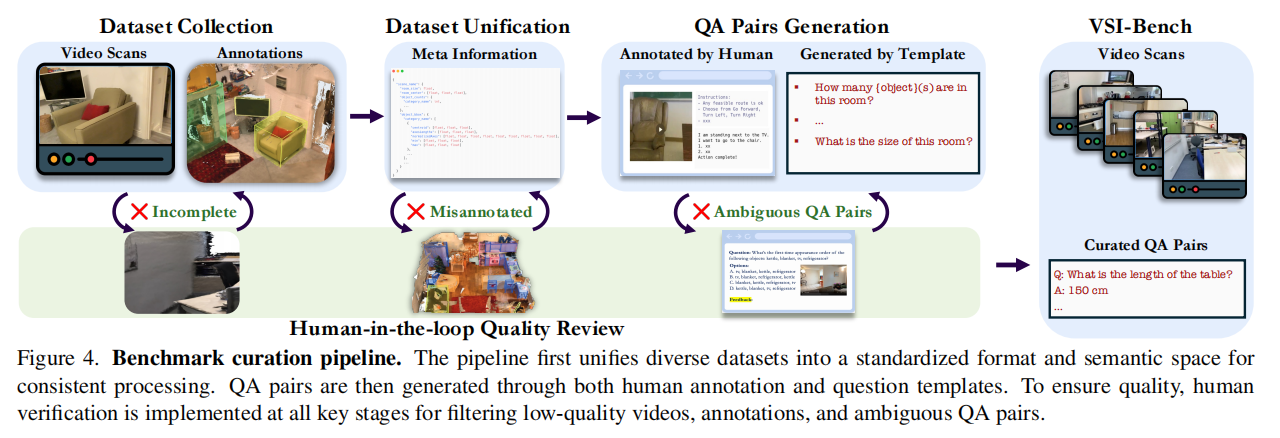 Dataset Collection
Dataset Unification
QA Pairs Generation
VSI-Bench
Video Scans
Annotations
Meta Information
Annotated by Human
Generated by Template
Video Scans
Instructions:
- Any feasible route is ok
- Choose from Go Forward,
Turn Left, Turn Right
- xxx
I am standing next to the TV.
I want to go to the chair.
1. xx
2. xx
Action complete!
How many {object}(s) are in
this room?
...
What is the size of this room?
Incomplete
Misannotated
Ambiguous QA Pairs
Question: What's the first-time appearance order of the
following objects: kettle, blanket, tv, refrigerator?
Options:
A. tv, blanket, kettle, refrigerator
B. tv, refrigerator, kettle, blanket
C. blanket, kettle, refrigerator, tv
D. kettle, blanket, tv, refrigerator
Feedback:
Curated QA Pairs
Q: What is the length of the table?
A: 150 cm
...
Human-in-the-loop Quality Review
Figure 4. Benchmark curation pipeline. The pipeline first unifies diverse datasets into a standardized format and semantic space for
consistent processing. QA pairs are then generated through both human annotation and question templates. To ensure quality, human
verification is implemented at all key stages for filtering low-quality videos, annotations, and ambiguous QA pairs.